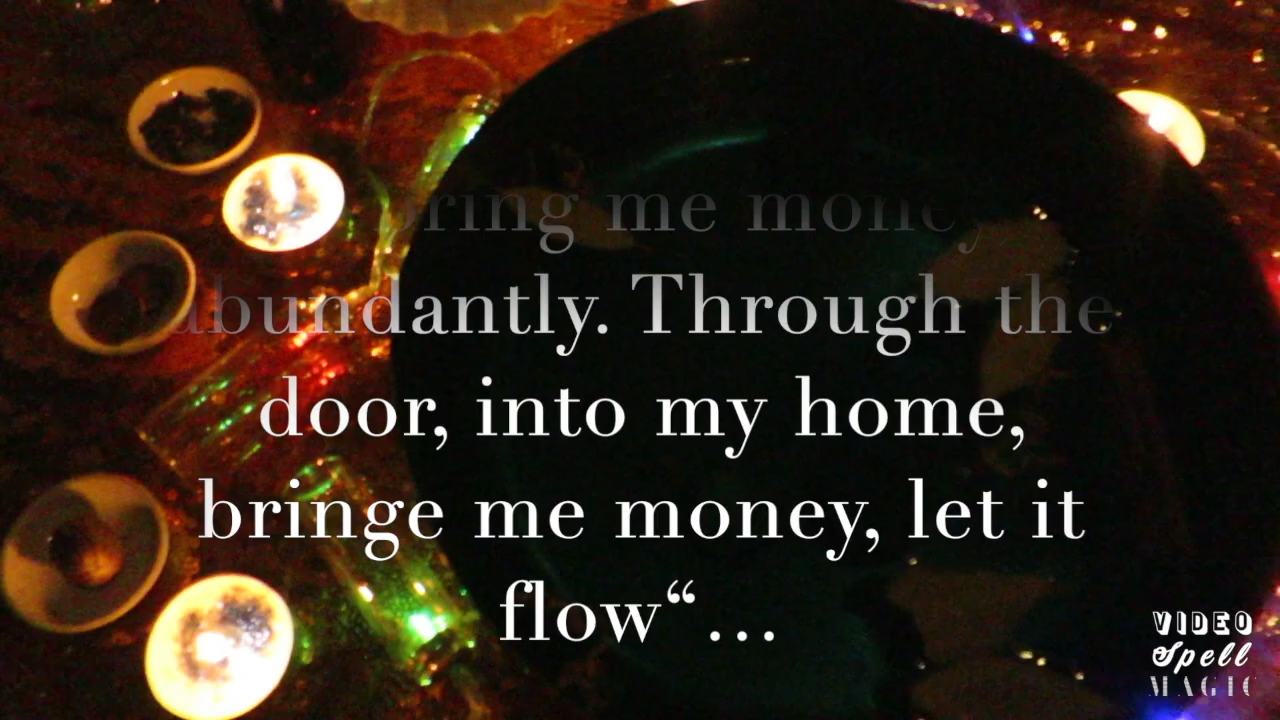 bring me money
abundantly. Through the
door, into my home,
bringe me money, let it
flow“...
VIDEO
Spell
MAGIC